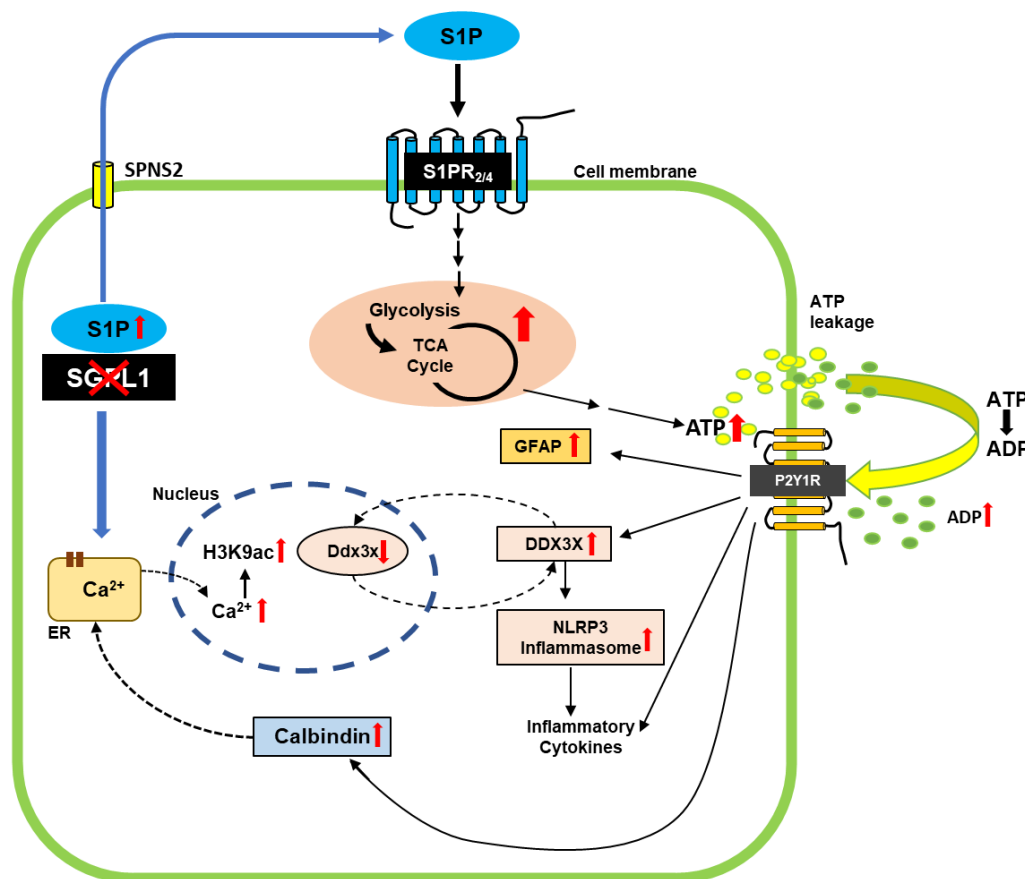 S1P
SPNS2
S1PR2/4
Cell membrane
S1P
SGPL1
Glycolysis
TCA
Cycle
ATP
leakage
ATP
ADP
ATP
GFAP
P2Y1R
ADP
Nucleus
H3K9ac
Ddx3x
DDX3X
Ca²⁺
Ca²⁺
ER
NLRP3
Inflammasome
Inflammatory
Cytokines
Calbindin